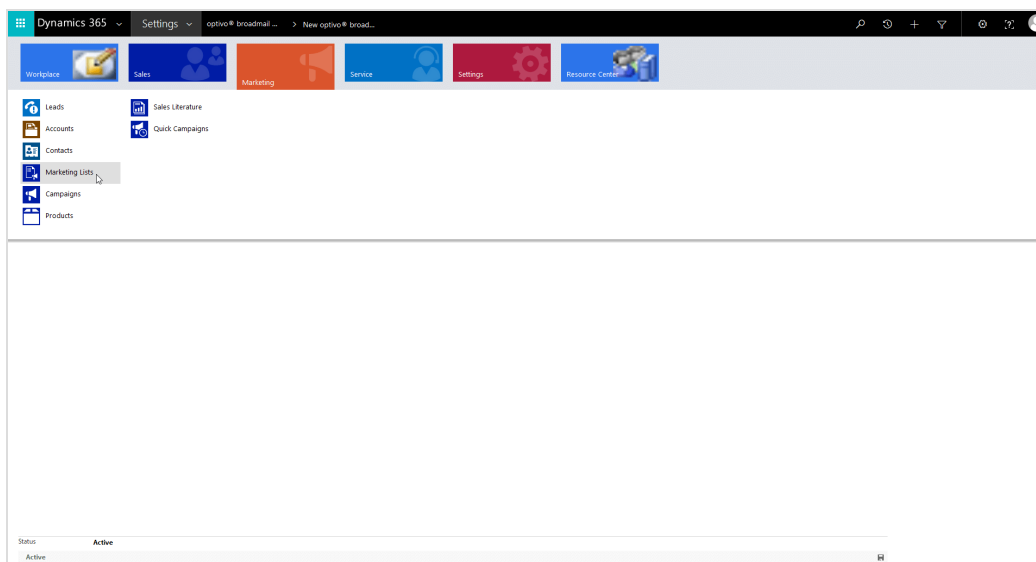 Dynamics 365 Settings optivo® broadmail ... > New optivo® broad...
Workplace Sales Marketing Service Settings Resource Center
Leads Sales Literature
Accounts Quick Campaigns
Contacts
Marketing Lists
Campaigns
Products
Status Active
Active